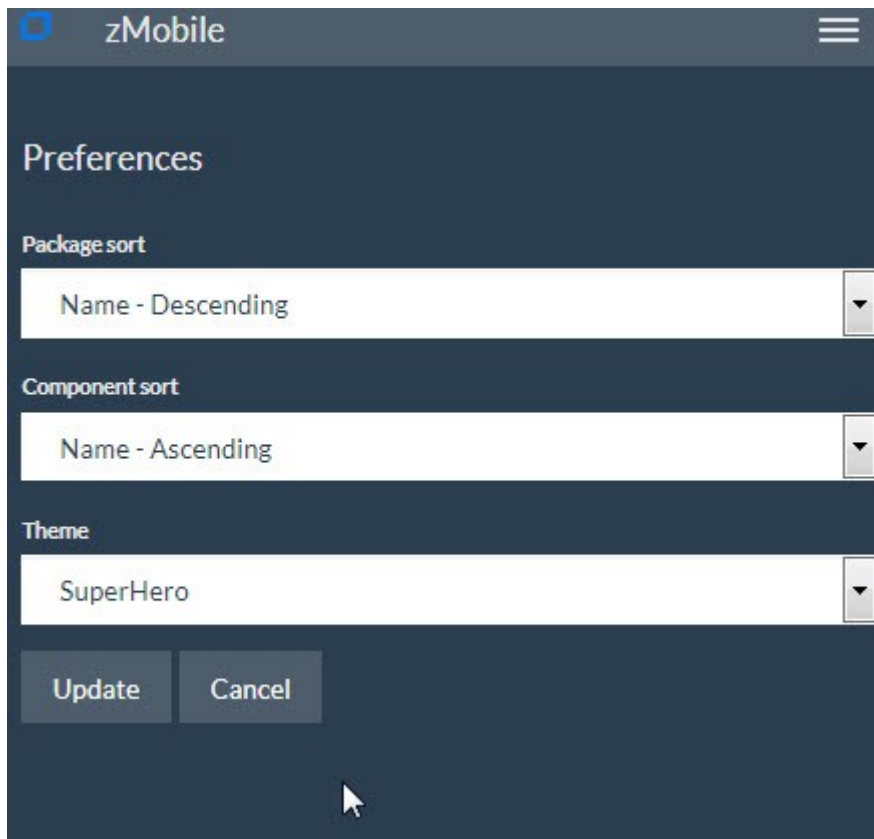 zMobile
Preferences
Package sort
Name - Descending
Component sort
Name - Ascending
Theme
SuperHero
Update Cancel